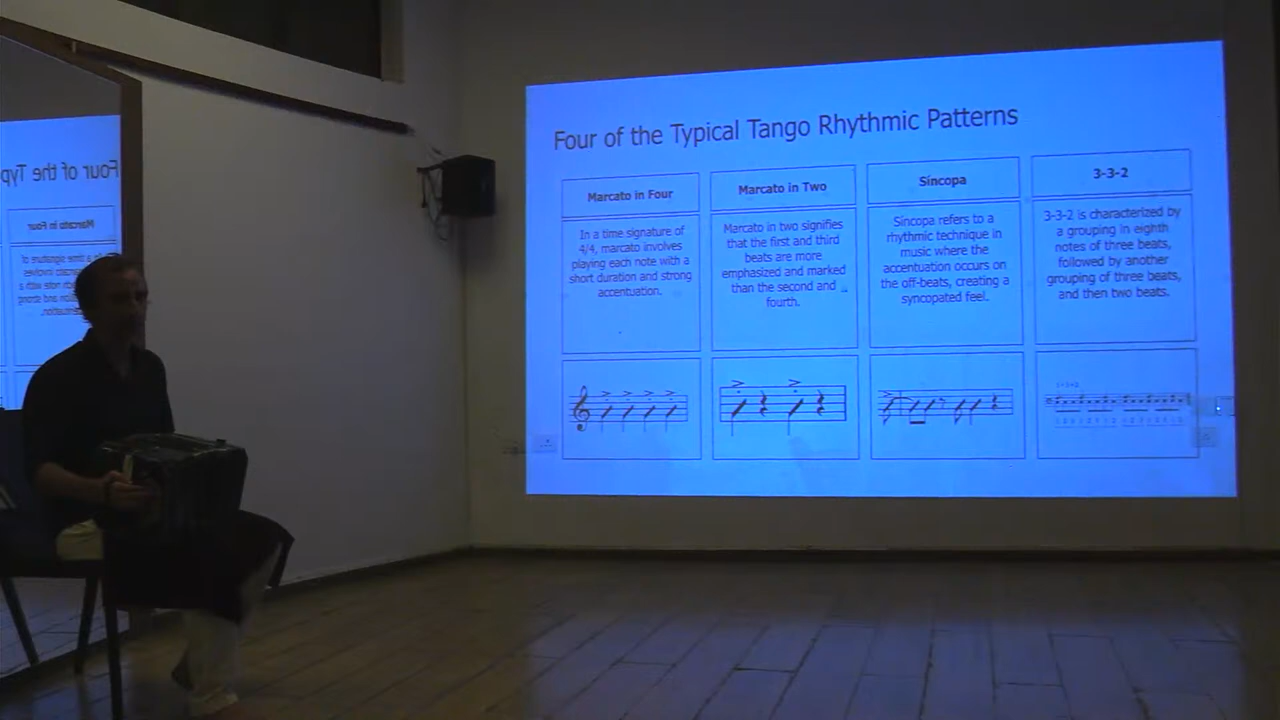 Four of the Typical Tango Rhythmic Patterns
Marcato in Four
In a time signature of
4/4, marcato involves
playing each note with a
short duration and strong
accentuation.
Marcato in Two
Marcato in two signifies
that the first and third
beats are more
emphasized and marked
than the second and
fourth.
Síncopa
Síncopa refers to a
rhythmic technique in
music where the
accentuation occurs on
the off-beats, creating a
syncopated feel.
3-3-2
3-3-2 is characterized by
a grouping in eighth
notes of three beats,
followed by another
grouping of three beats,
and then two beats.
Four of the Typ
Marcato in Four